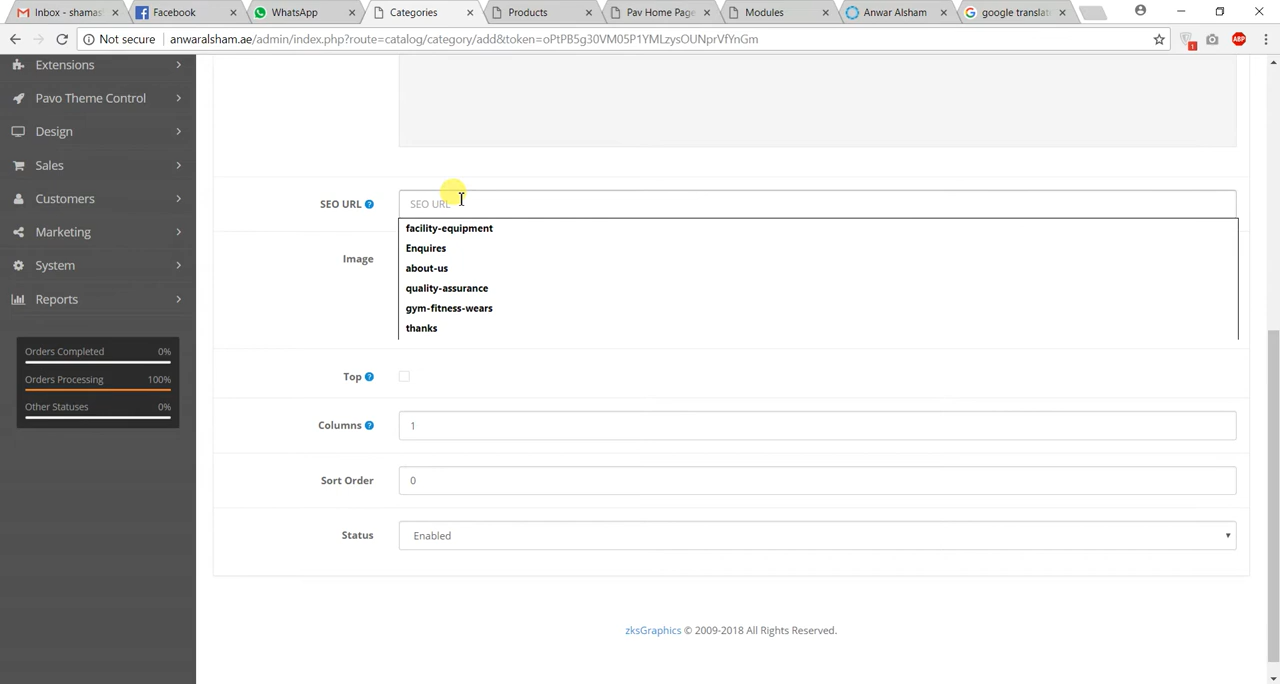 Inbox - shamas
Facebook
WhatsApp
Categories
Products
Pav Home Page
Modules
Anwar Alsham
google translat
Not secure anwaralsham.ae/admin/index.php?route=catalog/category/add&token=oPtPB5g30VM05P1YMLzysOUNprVfYnGm
1
ABP
Extensions
Pavo Theme Control
Design
Sales
Customers
Marketing
System
Reports
Orders Completed 0%
Orders Processing 100%
Other Statuses 0%
SEO URL ? SEO URL
facility-equipment
Enquires
about-us
quality-assurance
gym-fitness-wears
thanks
Image
Top ?
Columns ? 1
Sort Order 0
Status Enabled
zksGraphics © 2009-2018 All Rights Reserved.